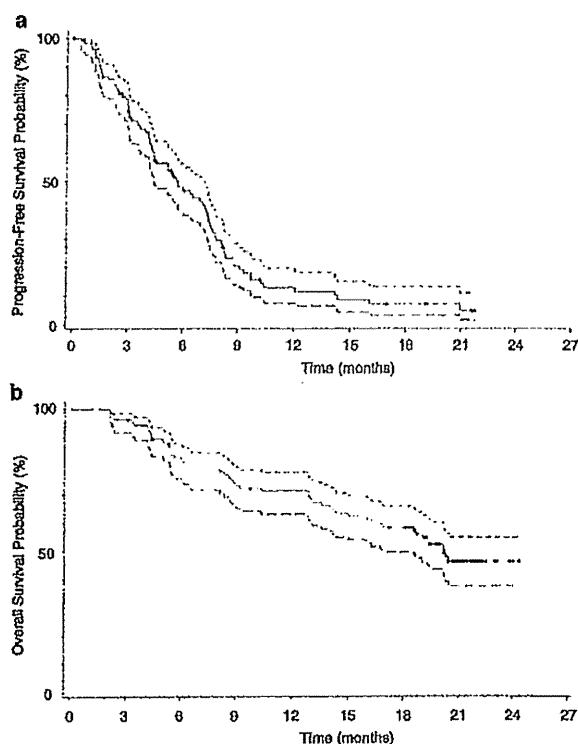 a
100
50
0
Progression-Free Survival Probability (%)
0 3 6 9 12 15 18 21 24 27
Time (months)
b
100
50
0
Overall Survival Probability (%)
0 3 6 9 12 15 18 21 24 27
Time (months)